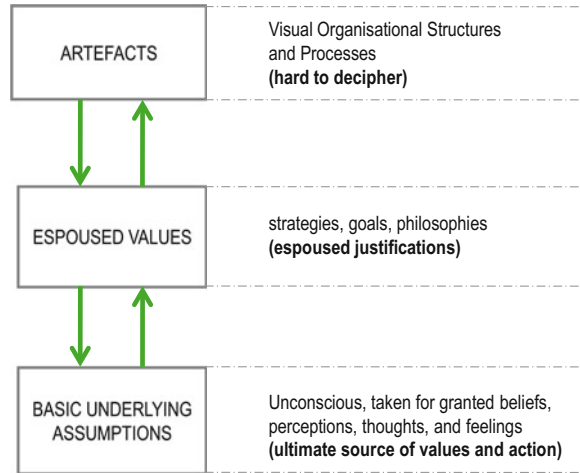 ARTEFACTS
Visual Organisational Structures
and Processes
(hard to decipher)
ESPOUSED VALUES
strategies, goals, philosophies
(espoused justifications)
BASIC UNDERLYING
ASSUMPTIONS
Unconscious, taken for granted beliefs,
perceptions, thoughts, and feelings
(ultimate source of values and action)